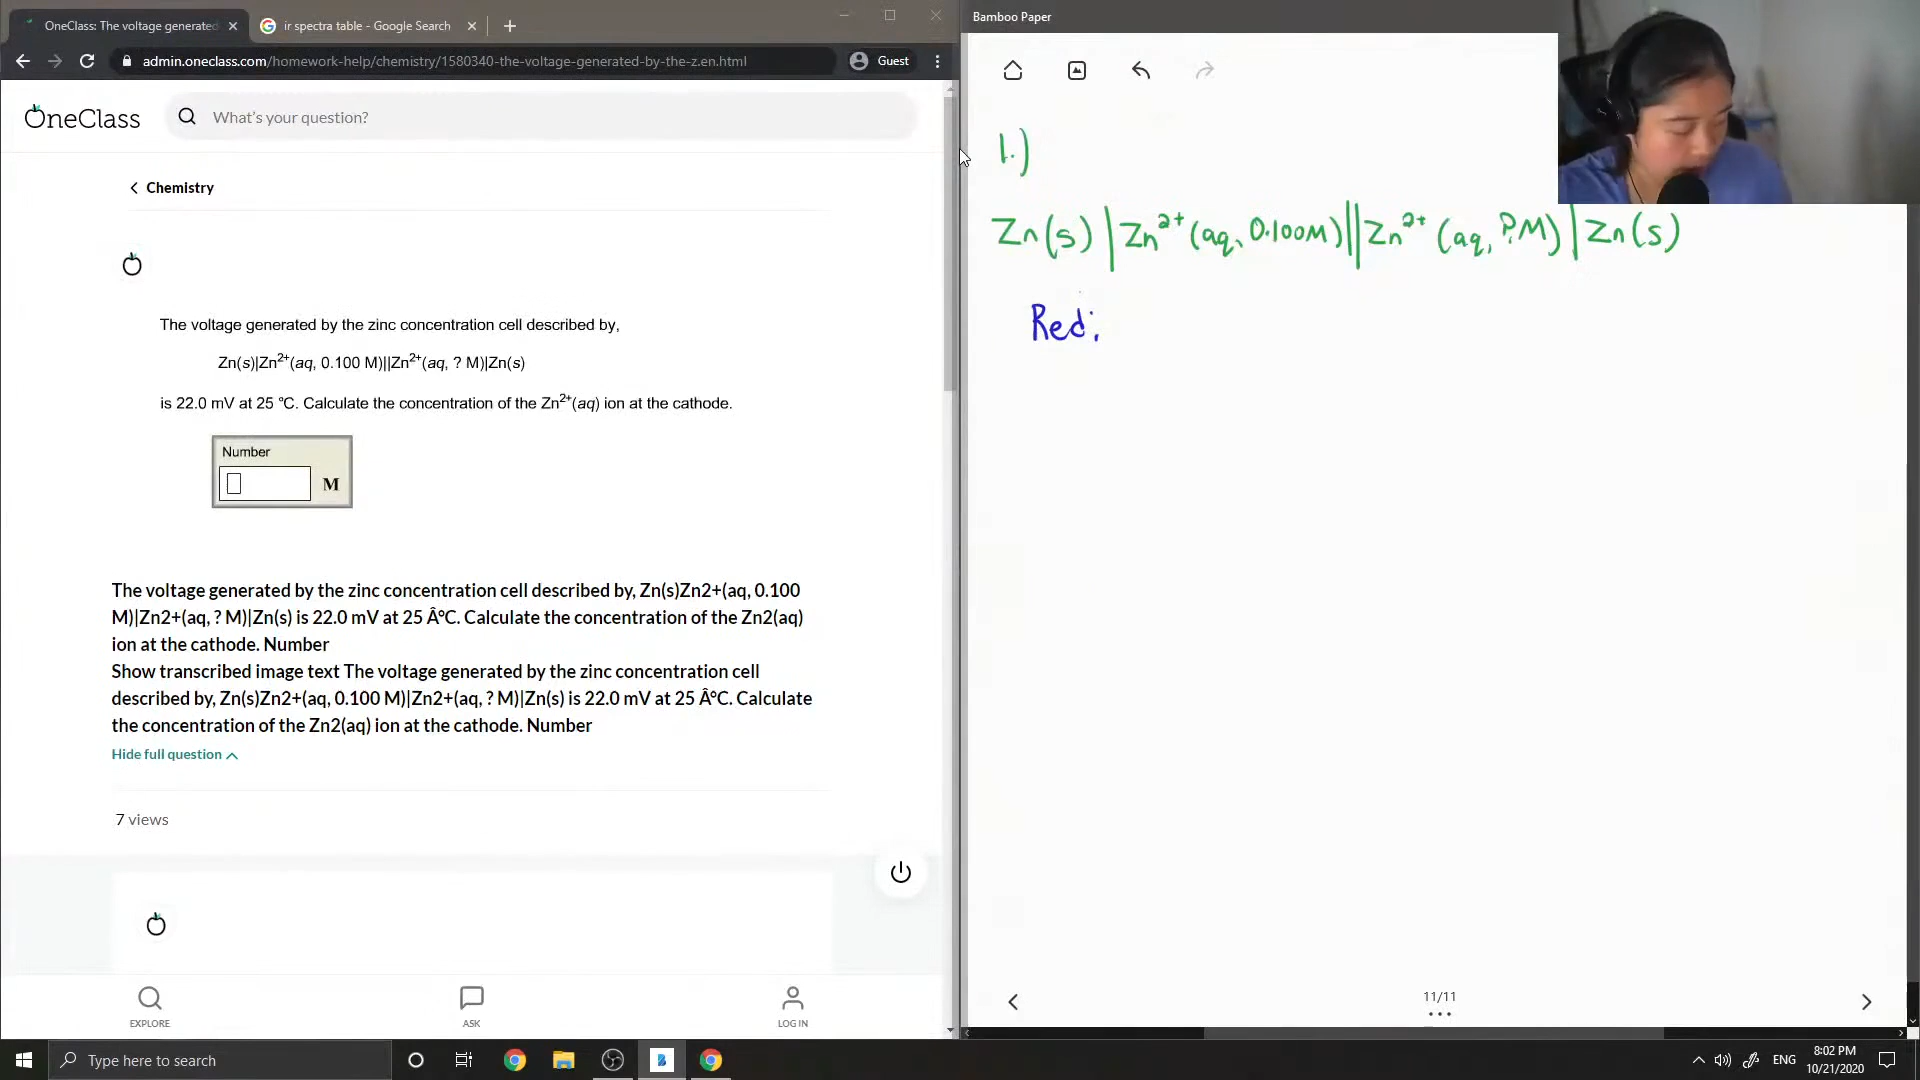 OneClass: The voltage generated
ir spectra table - Google Search
admin.oneclass.com/homework-help/chemistry/1580340-the-voltage-generated-by-the-z.en.html
Guest
OneClass
What's your question?
Chemistry
The voltage generated by the zinc concentration cell described by,
Zn(s)|Zn2+(aq, 0.100 M)||Zn2+(aq, ? M)|Zn(s)
is 22.0 mV at 25 °C. Calculate the concentration of the Zn2+(aq) ion at the cathode.
Number
M
The voltage generated by the zinc concentration cell described by, Zn(s)Zn2+(aq, 0.100
M)|Zn2+(aq, ? M)|Zn(s) is 22.0 mV at 25 Â°C. Calculate the concentration of the Zn2(aq)
ion at the cathode. Number
Show transcribed image text The voltage generated by the zinc concentration cell
described by, Zn(s)Zn2+(aq, 0.100 M)|Zn2+(aq, ? M)|Zn(s) is 22.0 mV at 25 Â°C. Calculate
the concentration of the Zn2(aq) ion at the cathode. Number
Hide full question
7 views
EXPLORE
ASK
LOG IN
Bamboo Paper
1.)
Zn(s) | Zn2+ (aq, 0.100M) || Zn2+ (aq, ?M) | Zn(s)
Red:
11/11
Type here to search
ENG
8:02 PM
10/21/2020